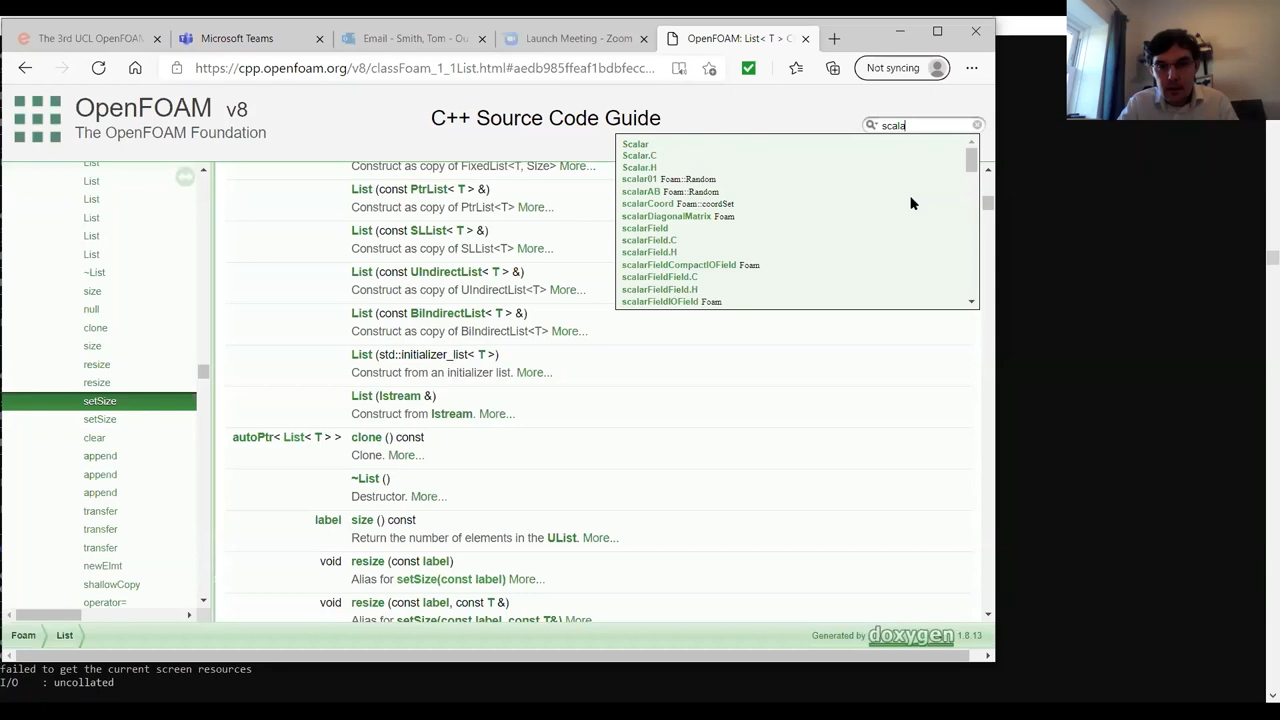 The 3rd UCL OpenFOAM
Microsoft Teams
Email - Smith, Tom - Ou
Launch Meeting - Zoom
OpenFOAM: List< T > C
https://cpp.openfoam.org/v8/classFoam_1_1List.html#aedb985ffeaf1bdbfecc...
Not syncing
OpenFOAM v8
The OpenFOAM Foundation
C++ Source Code Guide
scala
Scalar
Scalar.C
Scalar.H
scalar01 Foam::Random
scalarAB Foam::Random
scalarCoord Foam::coordSet
scalarDiagonalMatrix Foam
scalarField
scalarField.C
scalarField.H
scalarFieldCompactIOField Foam
scalarFieldField.C
scalarFieldField.H
scalarFieldIOField Foam
List
List
List
List
List
List
~List
size
null
clone
size
resize
resize
setSize
setSize
clear
append
append
append
transfer
transfer
transfer
newElmt
shallowCopy
operator=
Construct as copy of FixedList<T, Size> More...
List (const PtrList< T > &)
Construct as copy of PtrList<T> More...
List (const SLList< T > &)
Construct as copy of SLList<T> More...
List (const UIndirectList< T > &)
Construct as copy of UIndirectList<T> More...
List (const BiIndirectList< T > &)
Construct as copy of BiIndirectList<T> More...
List (std::initializer_list< T >)
Construct from an initializer list. More...
List (Istream &)
Construct from Istream. More...
autoPtr< List< T > > clone () const
Clone. More...
~List ()
Destructor. More...
label size () const
Return the number of elements in the UList. More...
void resize (const label)
Alias for setSize(const label) More...
void resize (const label, const T &)
Alias for setSize(const label, const T&) More...
Foam
List
Generated by doxygen 1.8.13
failed to get the current screen resources
I/O : uncollated